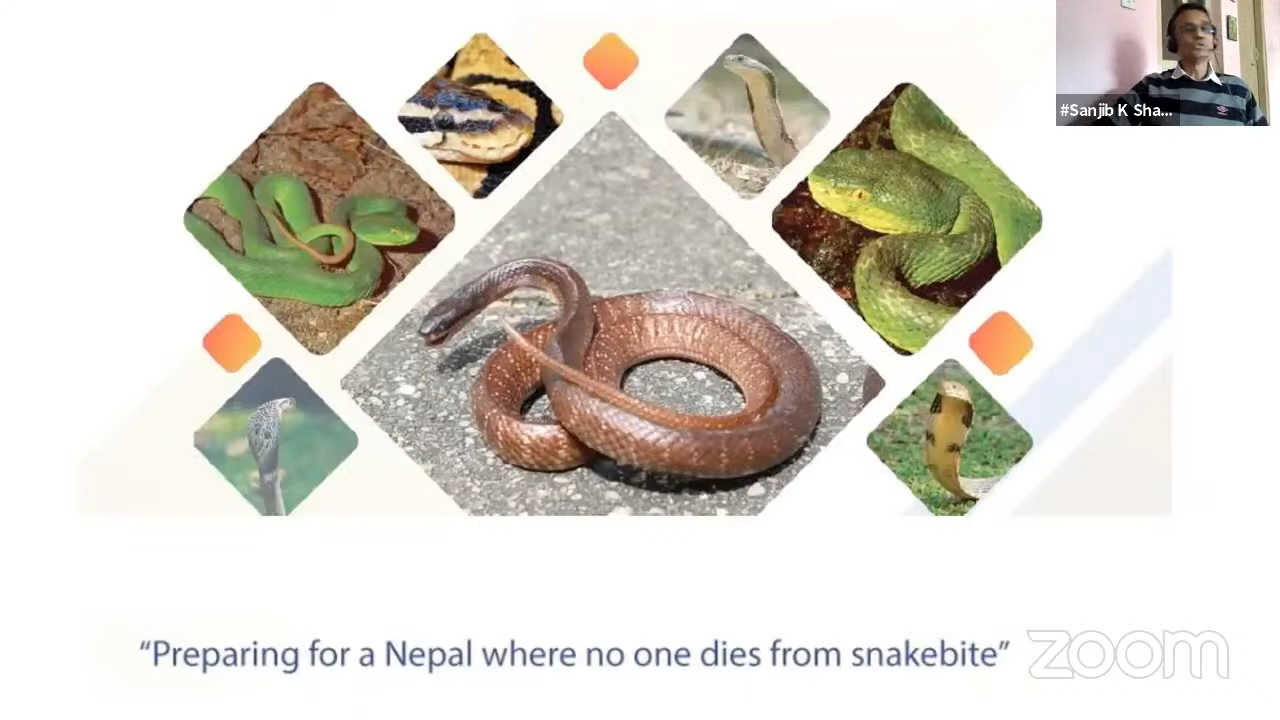 #Sanjib K Sha...
“Preparing for a Nepal where no one dies from snakebite”
zoom